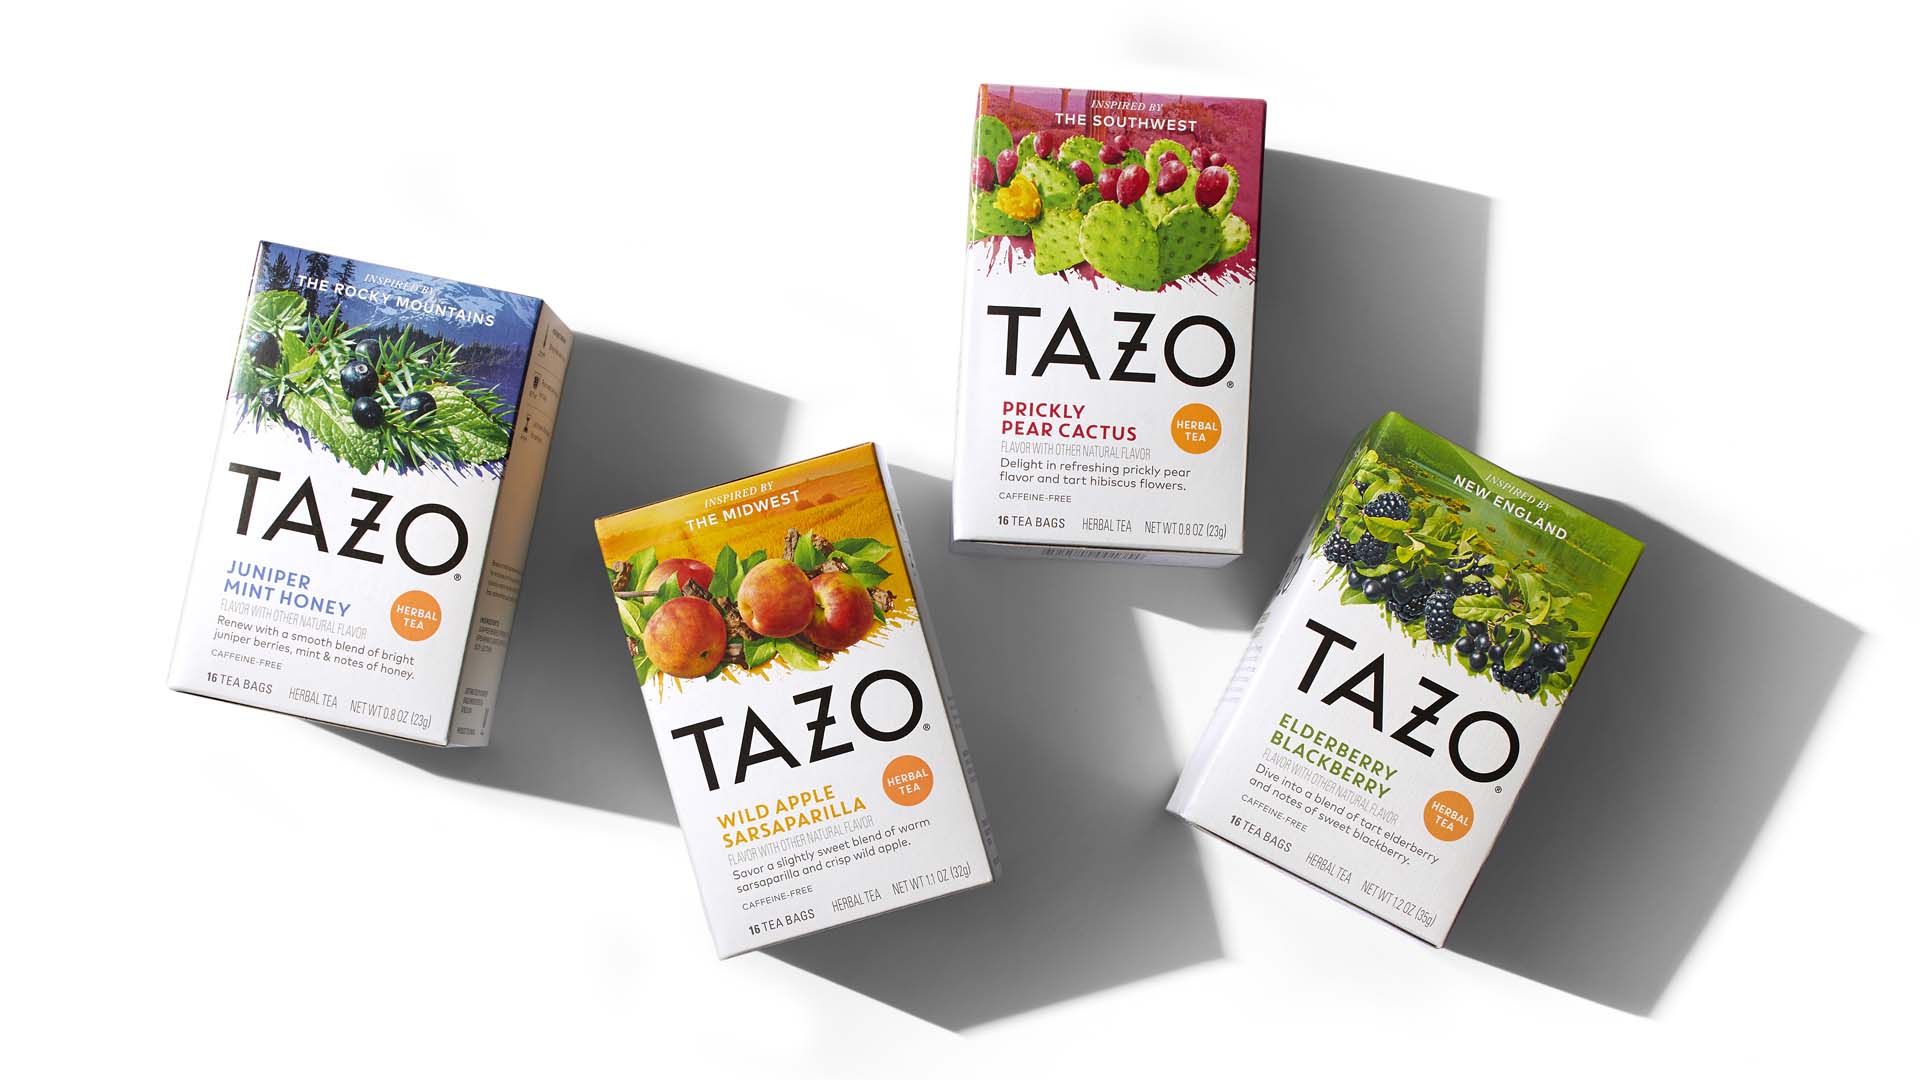 INSPIRED BY
THE ROCKY MOUNTAINS
TAZO®
JUNIPER
MINT HONEY
FLAVOR WITH OTHER NATURAL FLAVOR
Renew with a smooth blend of bright
juniper berries, mint & notes of honey.
CAFFEINE-FREE
HERBAL
TEA
16 TEA BAGS HERBAL TEA NET WT 0.8 OZ (23g)
INSPIRED BY
THE MIDWEST
TAZO®
WILD APPLE
SARSAPARILLA
FLAVOR WITH OTHER NATURAL FLAVOR
Savor a slightly sweet blend of warm
sarsaparilla and crisp wild apple.
CAFFEINE-FREE
HERBAL
TEA
16 TEA BAGS HERBAL TEA NET WT 1.1 OZ (32g)
INSPIRED BY
THE SOUTHWEST
TAZO®
PRICKLY
PEAR CACTUS
FLAVOR WITH OTHER NATURAL FLAVOR
Delight in refreshing prickly pear
flavor and tart hibiscus flowers.
CAFFEINE-FREE
HERBAL
TEA
16 TEA BAGS HERBAL TEA NET WT 0.8 OZ (23g)
INSPIRED BY
NEW ENGLAND
TAZO®
ELDERBERRY
BLACKBERRY
FLAVOR WITH OTHER NATURAL FLAVOR
Dive into a blend of tart elderberry
and notes of sweet blackberry.
CAFFEINE-FREE
HERBAL
TEA
16 TEA BAGS HERBAL TEA NET WT 1.2 OZ (35g)